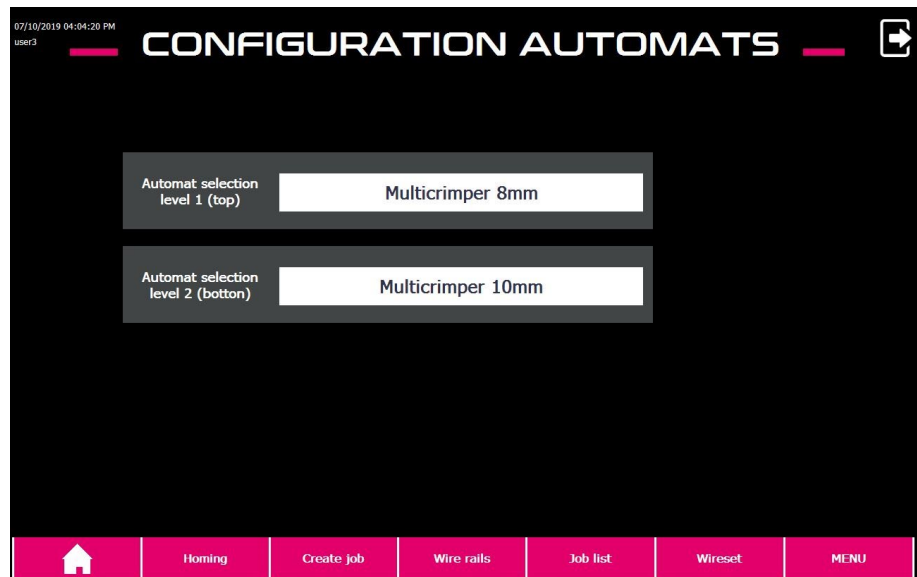 07/10/2019 04:04:20 PM
user3
CONFIGURATION AUTOMATS
Automat selection
level 1 (top)
Multicrimper 8mm
Automat selection
level 2 (botton)
Multicrimper 10mm
Homing
Create job
Wire rails
Job list
Wireset
MENU